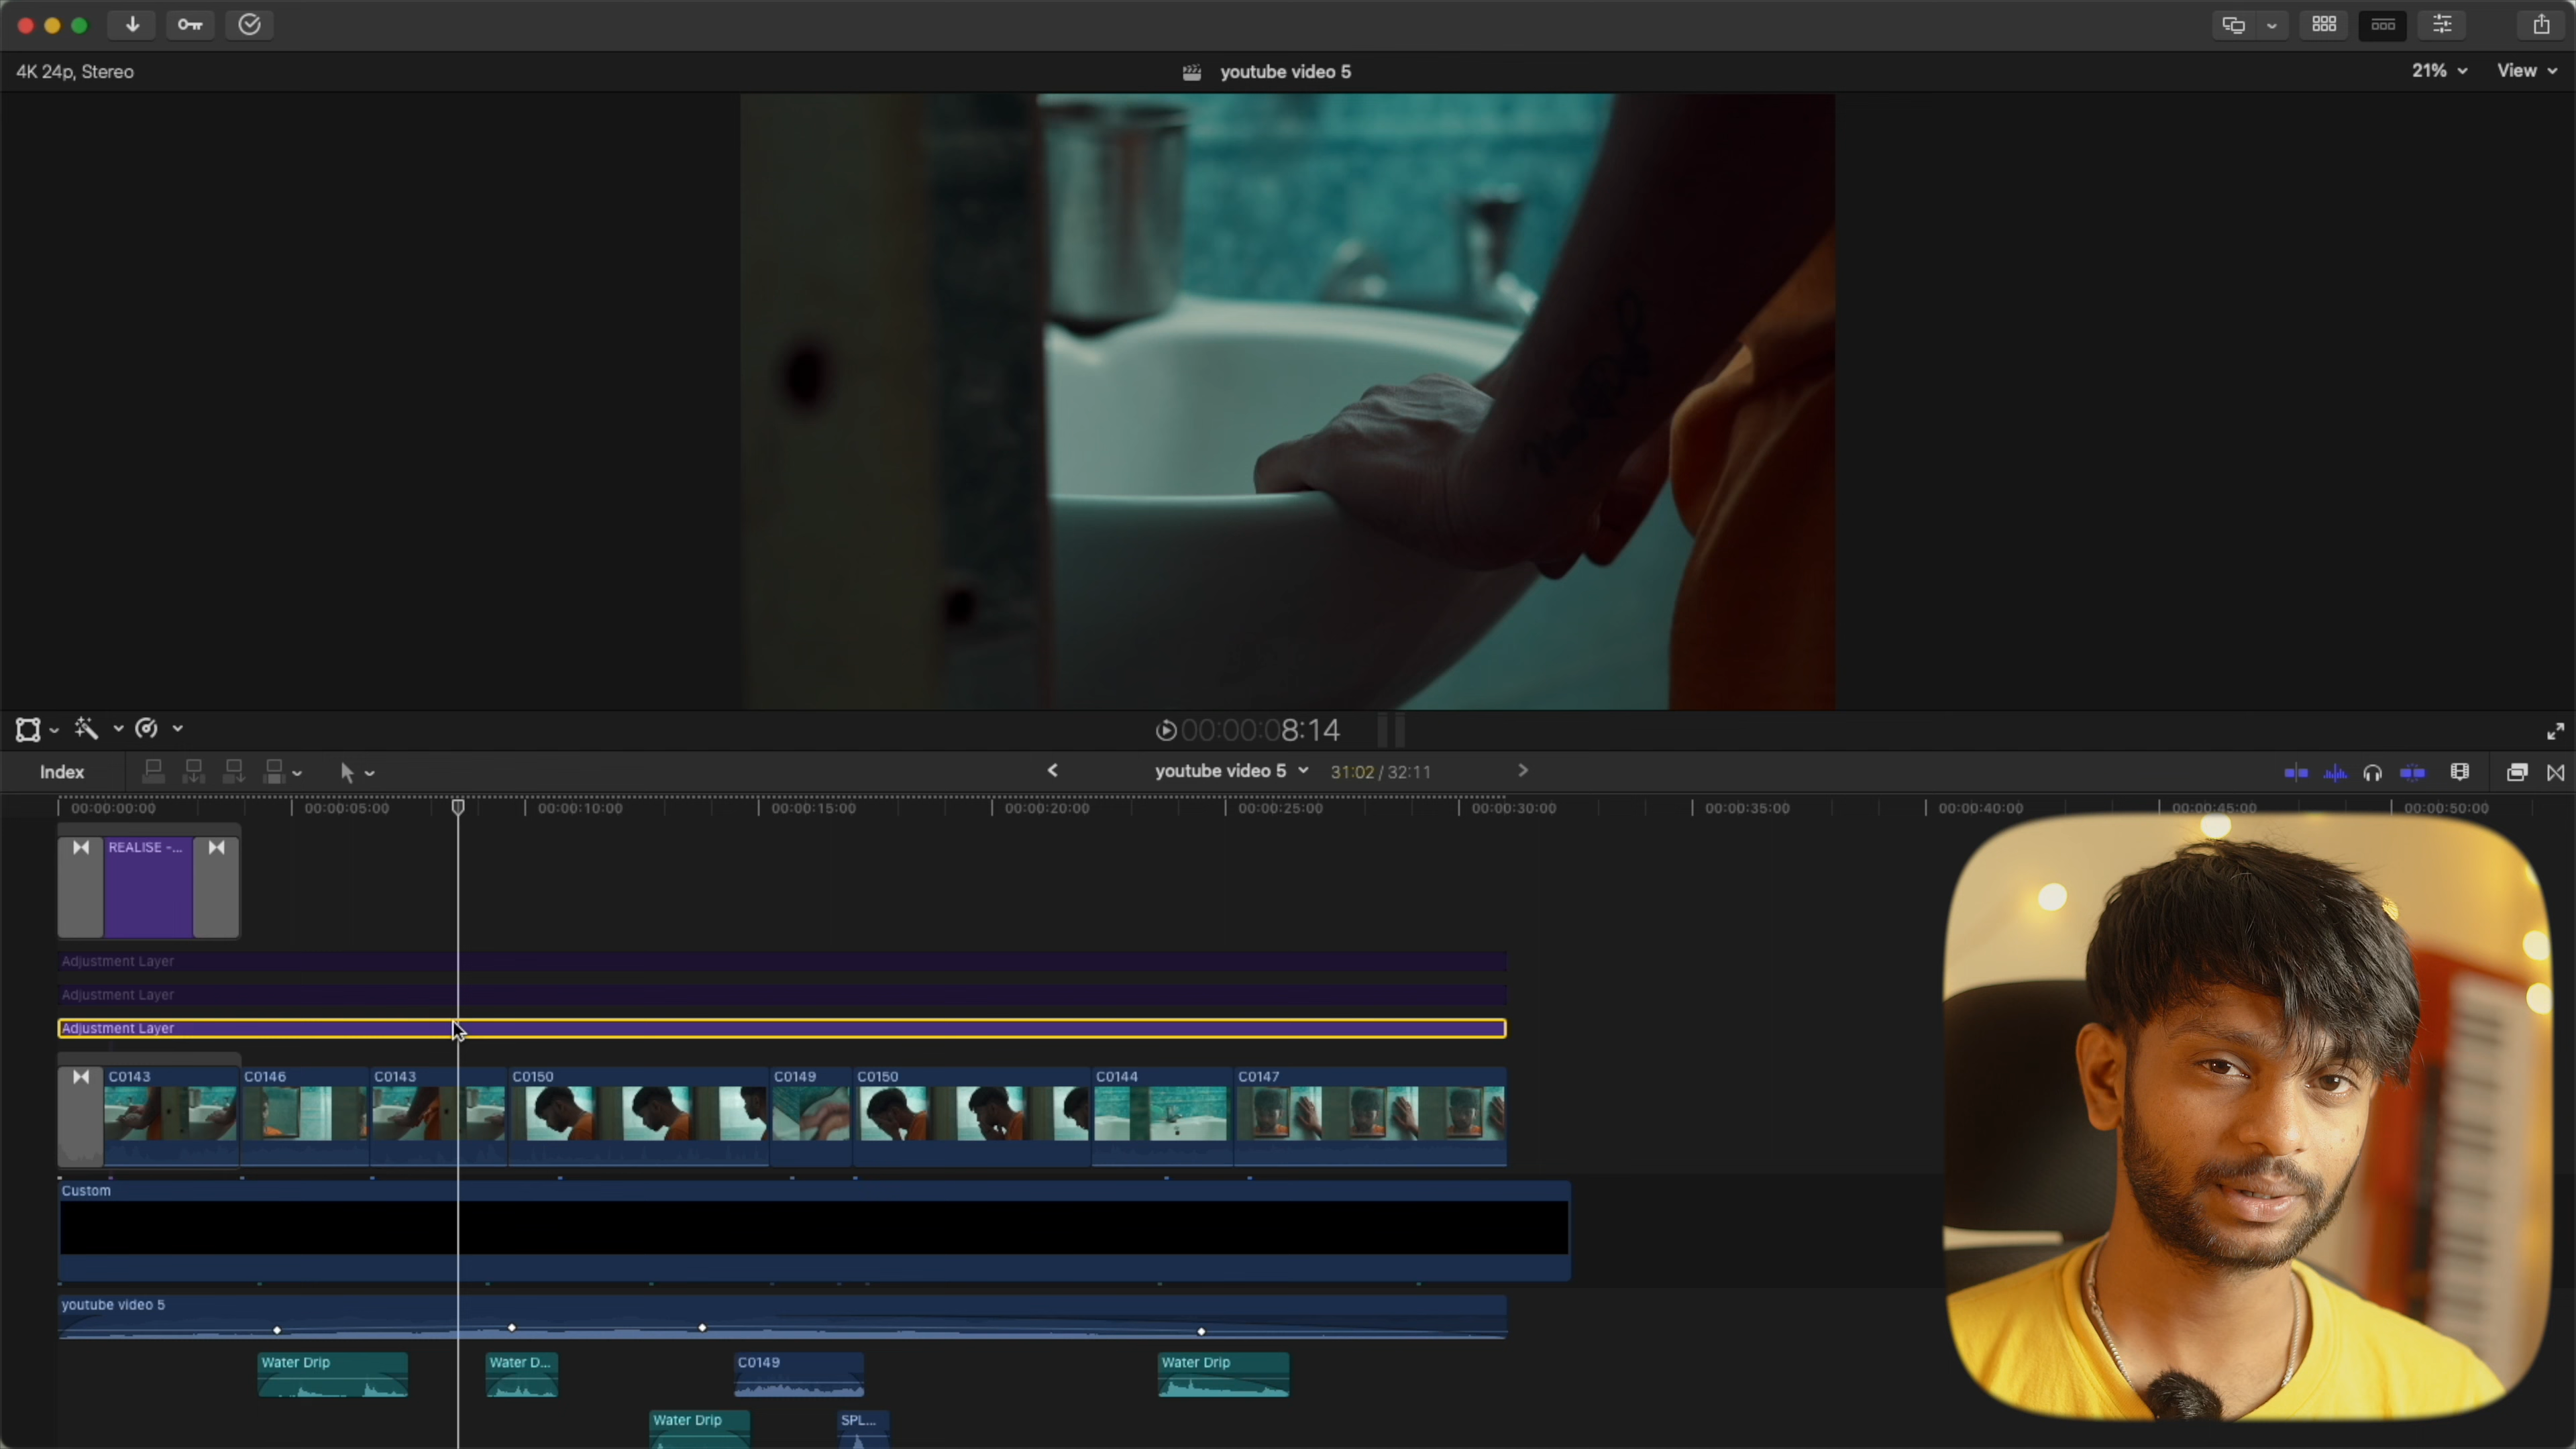 4K 24p, Stereo
youtube video 5
21%
View
00:00:08:14
Index
youtube video 5
31:02 / 32:11
00:00:00:00
00:00:05:00
00:00:10:00
00:00:15:00
00:00:20:00
00:00:25:00
00:00:30:00
00:00:35:00
00:00:40:00
00:00:45:00
00:00:50:00
REALISE -...
Adjustment Layer
Adjustment Layer
Adjustment Layer
C0143
C0146
C0143
C0150
C0149
C0150
C0144
C0147
Custom
youtube video 5
Water Drip
Water D...
C0149
Water Drip
Water Drip
SPL...